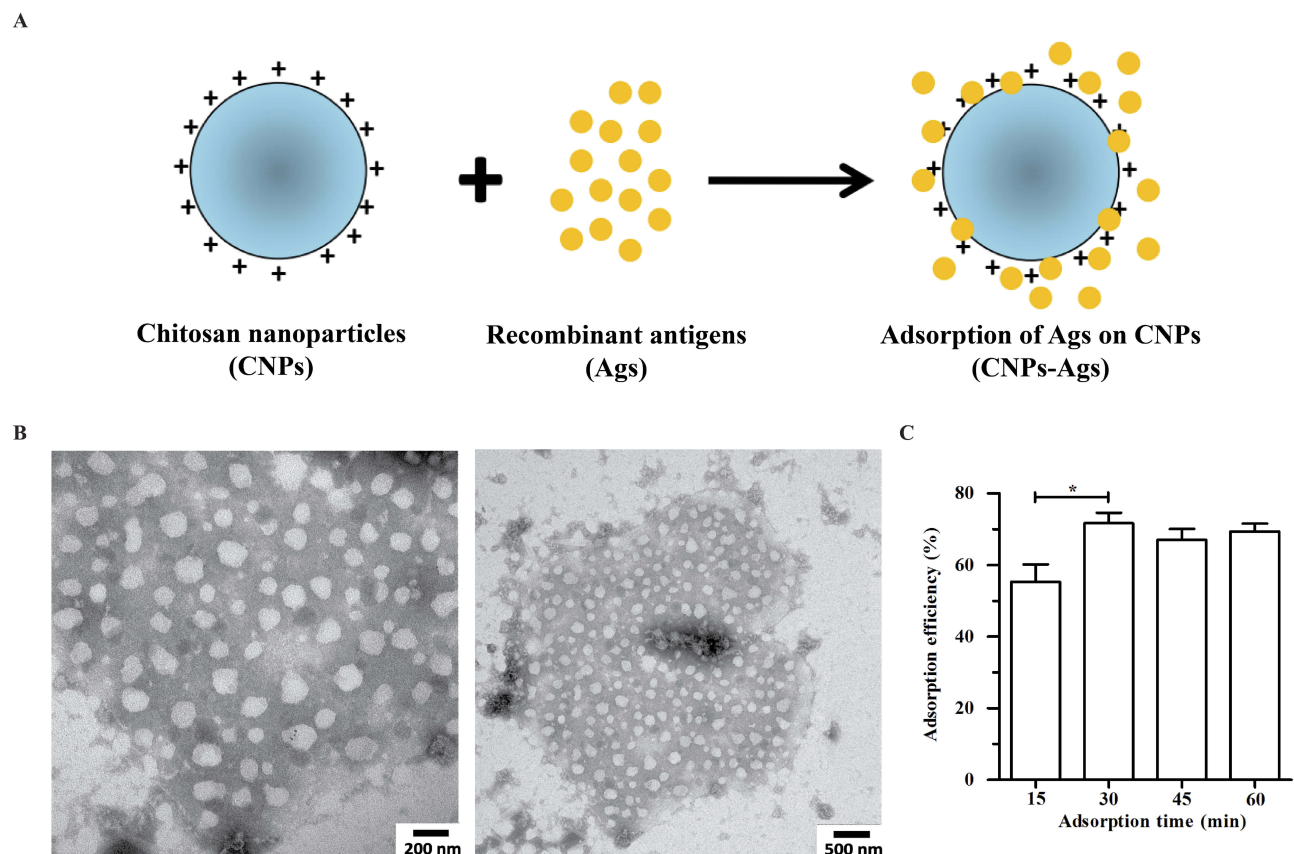 A
Chitosan nanoparticles
(CNPs)
Recombinant antigens
(Ags)
Adsorption of Ags on CNPs
(CNPs-Ags)
B
200 nm
500 nm
C
Adsorption efficiency (%)
80
60
40
20
0
*
15 30 45 60
Adsorption time (min)